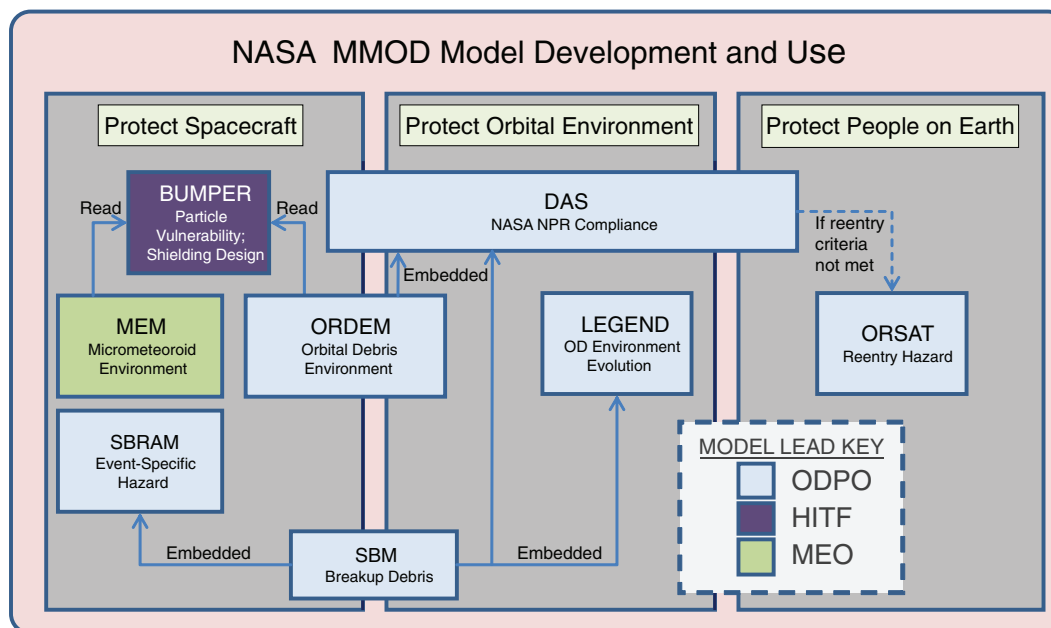 NASA MMOD Model Development and Use
Protect Spacecraft
Protect Orbital Environment
Protect People on Earth
BUMPER
Particle
Vulnerability;
Shielding Design
Read
Read
DAS
NASA NPR Compliance
If reentry
criteria
not met
Embedded
MEM
Micrometeoroid
Environment
ORDEM
Orbital Debris
Environment
LEGEND
OD Environment
Evolution
ORSAT
Reentry Hazard
SBRAM
Event-Specific
Hazard
Embedded
SBM
Breakup Debris
Embedded
MODEL LEAD KEY
ODPO
HITF
MEO